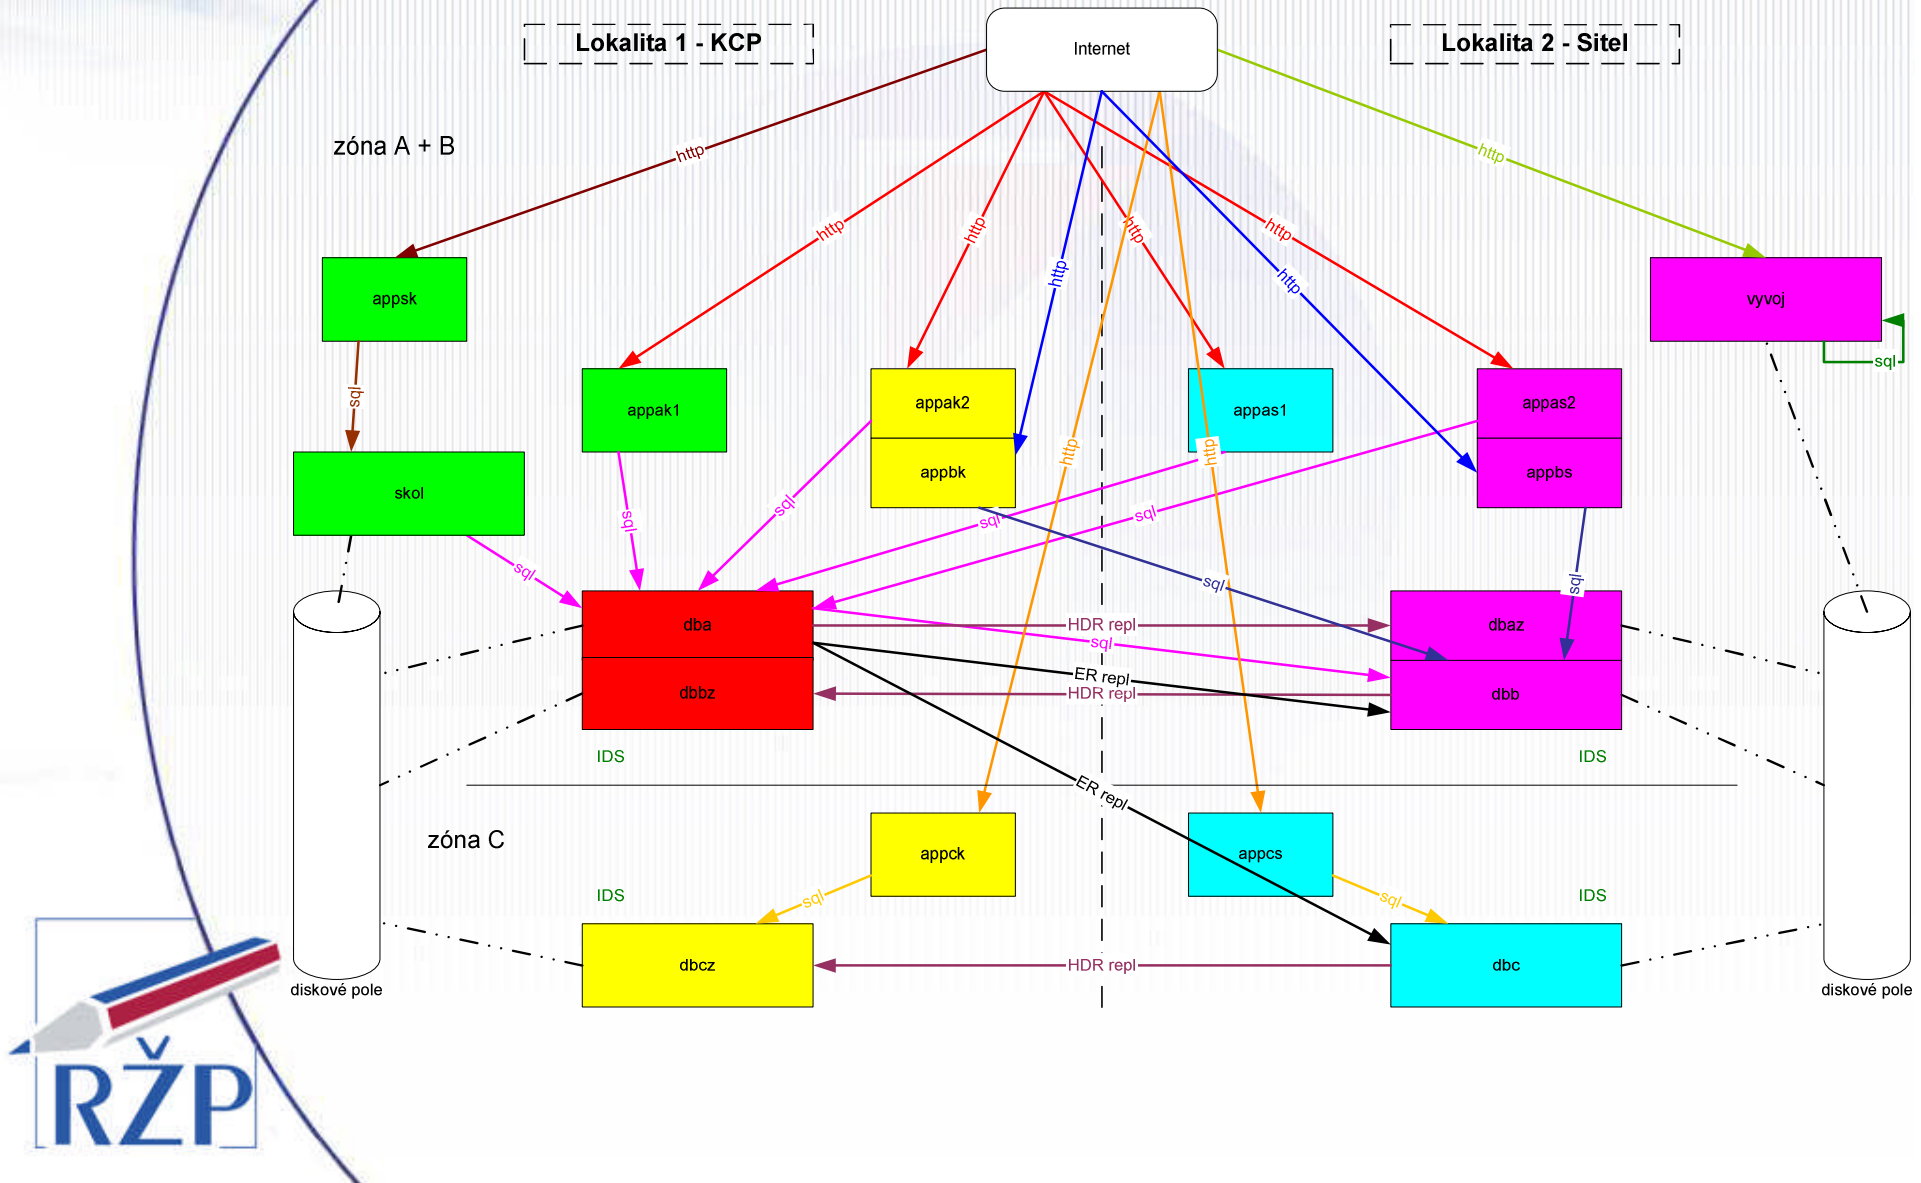 Lokalita 1 - KCP
Internet
Lokalita 2 - Sitel
zóna A + B
http
http
http
http
http
http
http
http
http
http
appsk
vyvoj
sql
sql
appak1
appak2
appas1
appas2
appbk
appbs
skol
sql
sql
sql
sql
sql
sql
sql
dba
HDR repl
dbaz
sql
ER repl
dbbz
HDR repl
dbb
IDS
IDS
ER repl
zóna C
appck
appcs
IDS
sql
sql
IDS
dbcz
HDR repl
dbc
diskové pole
diskové pole
RŽP